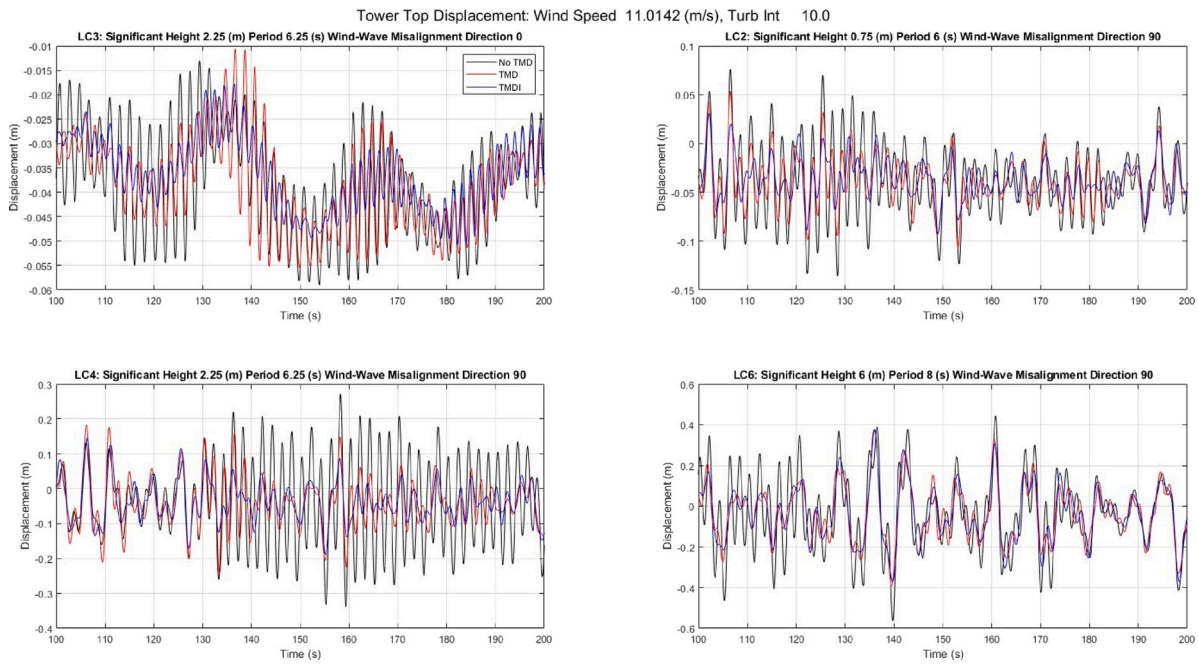 Tower Top Displacement: Wind Speed 11.0142 (m/s), Turb Int 10.0
LC3: Significant Height 2.25 (m) Period 6.25 (s) Wind-Wave Misalignment Direction 0
-0.01
-0.015
-0.02
-0.025
-0.03
-0.035
-0.04
-0.045
-0.05
-0.055
-0.06
Displacement (m)
No TMD
TMD
TMDI
100 110 120 130 140 150 160 170 180 190 200
Time (s)
LC2: Significant Height 0.75 (m) Period 6 (s) Wind-Wave Misalignment Direction 90
0.1
0.05
0
-0.05
-0.1
-0.15
Displacement (m)
100 110 120 130 140 150 160 170 180 190 200
Time (s)
LC4: Significant Height 2.25 (m) Period 6.25 (s) Wind-Wave Misalignment Direction 90
0.3
0.2
0.1
0
-0.1
-0.2
-0.3
-0.4
Displacement (m)
100 110 120 130 140 150 160 170 180 190 200
Time (s)
LC6: Significant Height 6 (m) Period 8 (s) Wind-Wave Misalignment Direction 90
0.6
0.4
0.2
0
-0.2
-0.4
-0.6
Displacement (m)
100 110 120 130 140 150 160 170 180 190 200
Time (s)